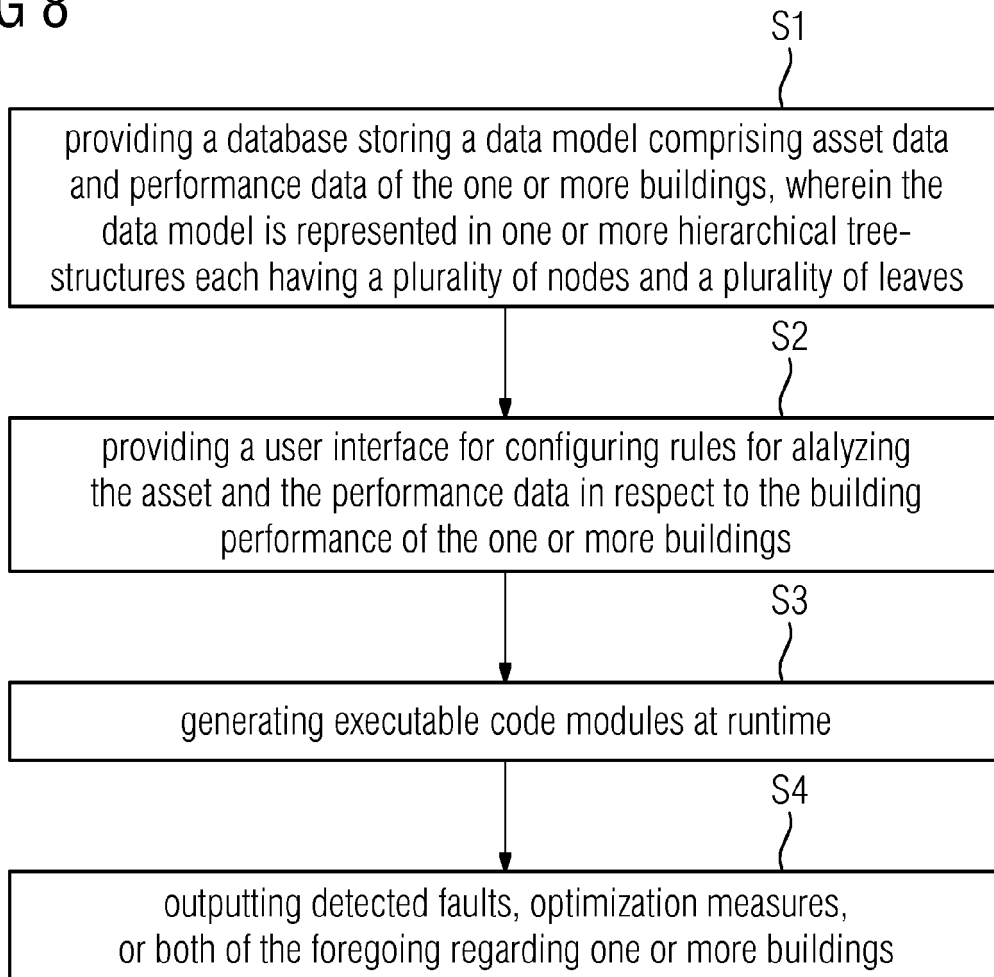 G 8
S1
providing a database storing a data model comprising asset data
and performance data of the one or more buildings, wherein the
data model is represented in one or more hierarchical tree-
structures each having a plurality of nodes and a plurality of leaves
S2
providing a user interface for configuring rules for alalyzing
the asset and the performance data in respect to the building
performance of the one or more buildings
S3
generating executable code modules at runtime
S4
outputting detected faults, optimization measures,
or both of the foregoing regarding one or more buildings